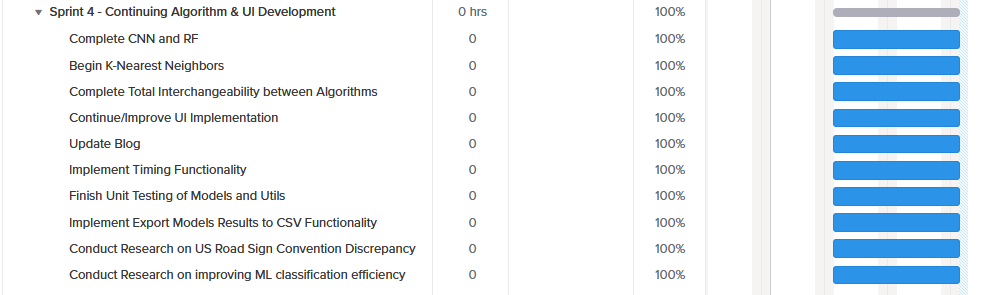 Sprint 4 - Continuing Algorithm & UI Development 0 hrs 100%
Complete CNN and RF 0 100%
Begin K-Nearest Neighbors 0 100%
Complete Total Interchangeability between Algorithms 0 100%
Continue/Improve UI Implementation 0 100%
Update Blog 0 100%
Implement Timing Functionality 0 100%
Finish Unit Testing of Models and Utils 0 100%
Implement Export Models Results to CSV Functionality 0 100%
Conduct Research on US Road Sign Convention Discrepancy 0 100%
Conduct Research on improving ML classification efficiency 0 100%